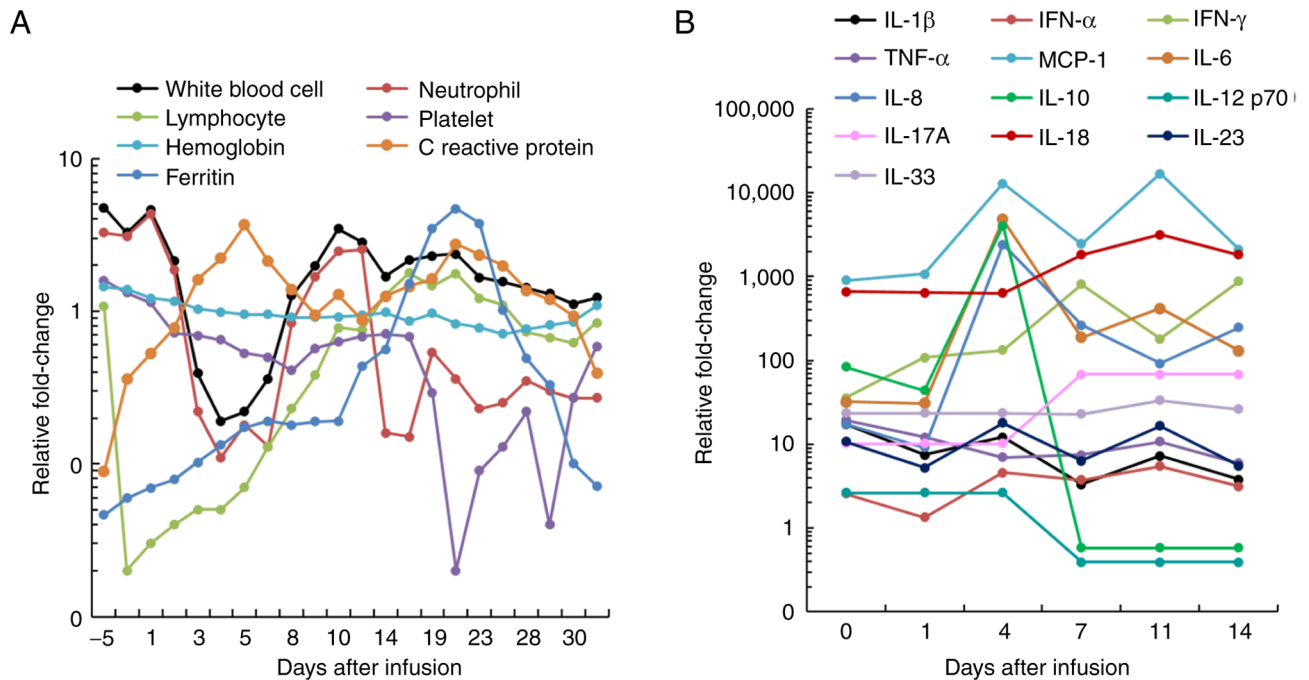 A
White blood cell
Neutrophil
Lymphocyte
Platelet
Hemoglobin
C reactive protein
Ferritin
Relative fold-change
10
1
0
0
–5 1 3 5 8 10 14 19 23 28 30
Days after infusion
B
IL-1β IFN-α IFN-γ
TNF-α MCP-1 IL-6
IL-8 IL-10 IL-12 p70
IL-17A IL-18 IL-23
IL-33
Relative fold-change
100,000
10,000
1,000
100
10
1
0
0 1 4 7 11 14
Days after infusion